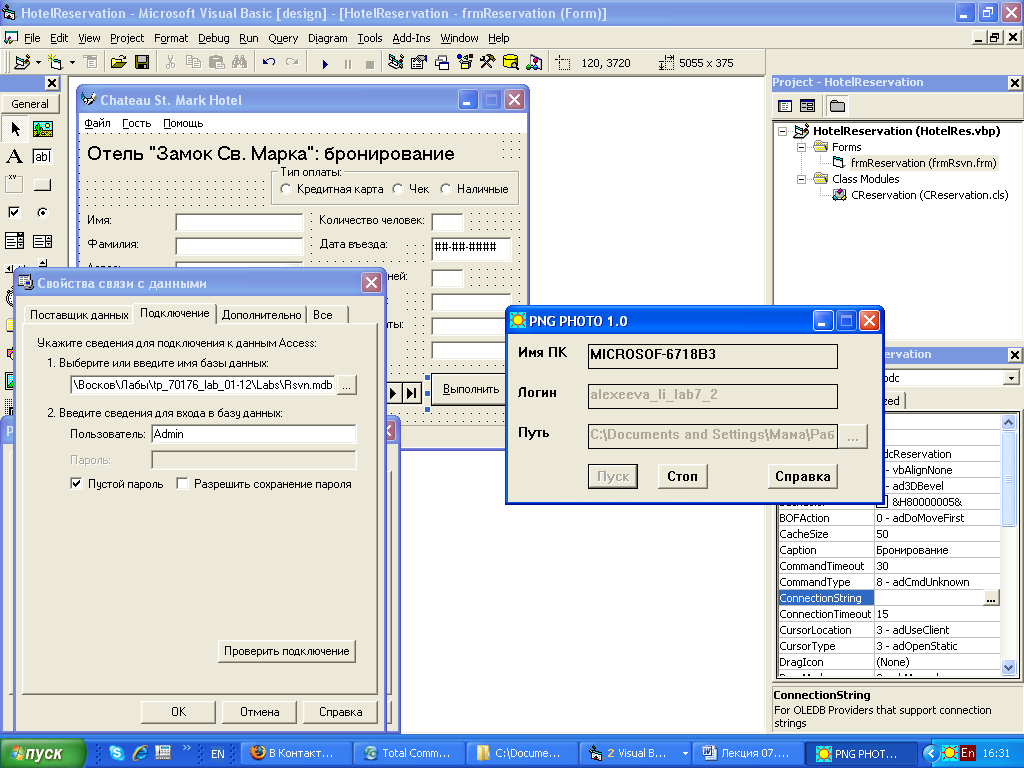 HotelReservation - Microsoft Visual Basic [design] - [HotelReservation - frmReservation (Form)]
File Edit View Project Format Debug Run Query Diagram Tools Add-Ins Window Help
120, 3720 5055 x 375
General
A ab|
xy
Chateau St. Mark Hotel
Файл Гость Помощь
Отель "Замок Св. Марка": бронирование
Тип оплаты:
Кредитная карта Чек Наличные
Имя: Количество человек:
Фамилия: Дата въезда: ##-##-####
ней:
ты:
Выполнить
Свойства связи с данными
Поставщик данных Подключение Дополнительно Все
Укажите сведения для подключения к данным Access:
1. Выберите или введите имя базы данных:
\Восков\Лабы\tp_70176_lab_01-12\Labs\Rsvn.mdb ...
2. Введите сведения для входа в базу данных:
Пользователь: Admin
Пароль:
Пустой пароль Разрешить сохранение пароля
Проверить подключение
OK Отмена Справка
PNG PHOTO 1.0
Имя ПК MICROSOF-6718B3
Логин alexeeva_li_lab7_2
Путь C:\Documents and Settings\Мама\Раб ...
Пуск Стоп Справка
Project - HotelReservation
HotelReservation (HotelRes.vbp)
Forms
frmReservation (frmRsvn.frm)
Class Modules
CReservation (CReservation.cls)
ervation
odc
zed
dcReservation
- vbAlignNone
- ad3DBevel
&H80000005&
BOFAction 0 - adDoMoveFirst
CacheSize 50
Caption Бронирование
CommandTimeout 30
CommandType 8 - adCmdUnknown
ConnectionString ...
ConnectionTimeout 15
CursorLocation 3 - adUseClient
CursorType 3 - adOpenStatic
DragIcon (None)
ConnectionString
For OLEDB Providers that support connection
strings
пуск EN В Контакт... Total Comm... C:\Docume... 2 Visual B... Лекция 07.... PNG PHOT... En 16:31